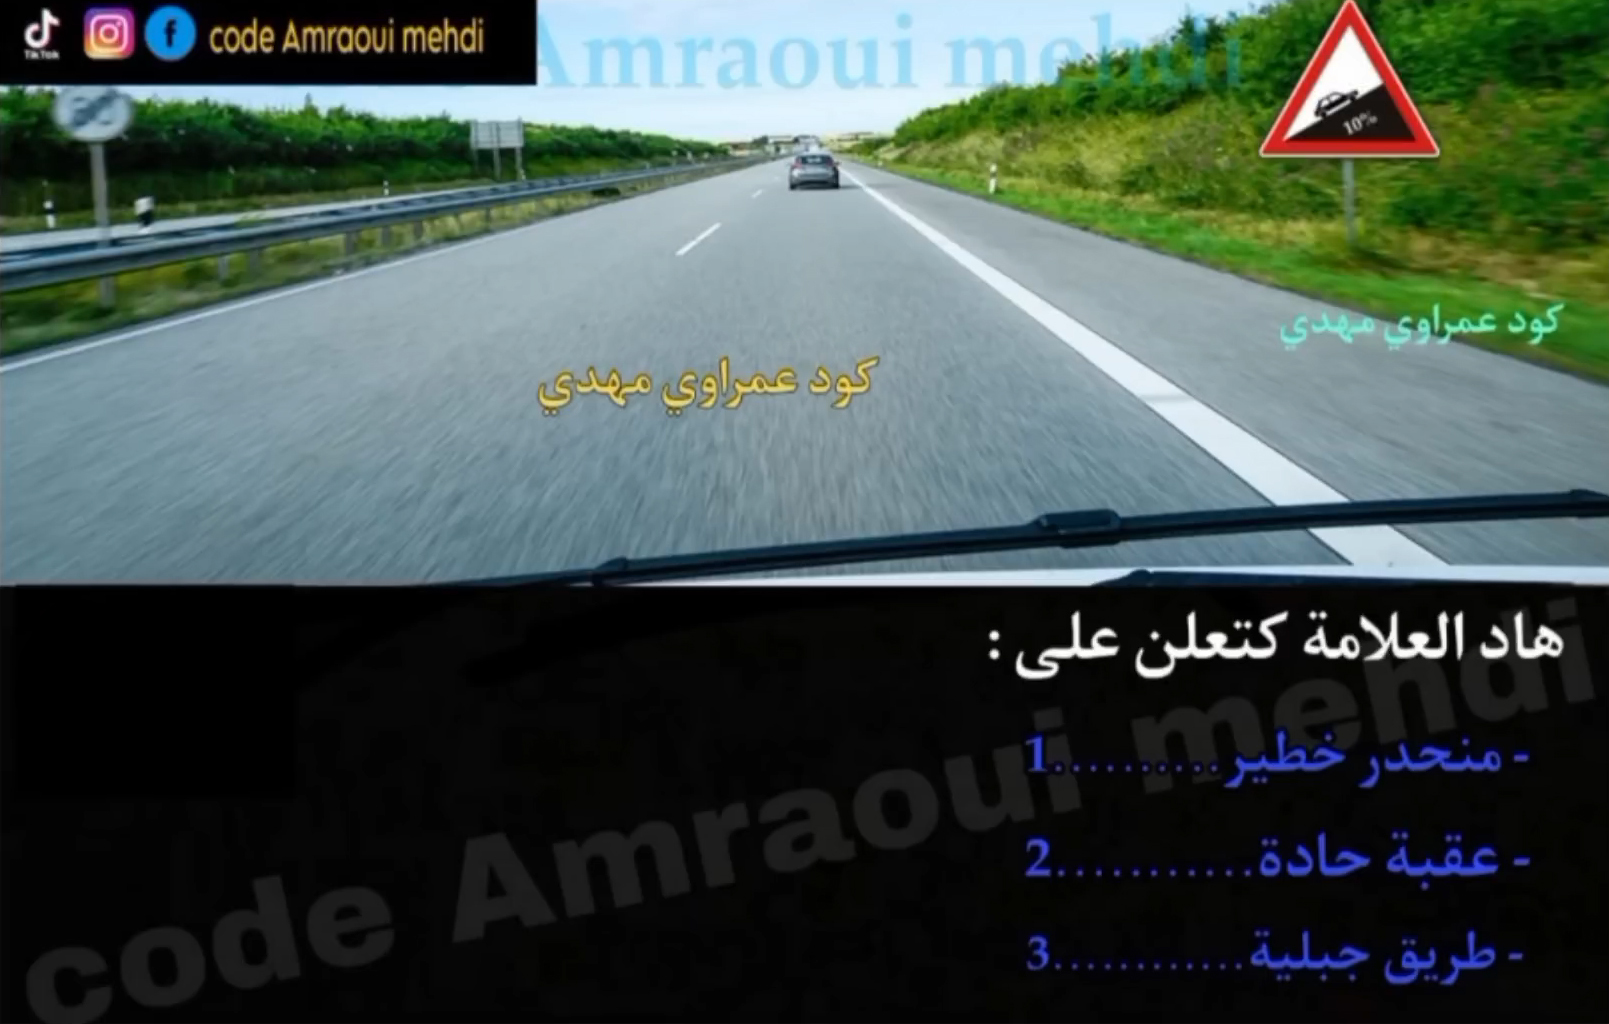 TikTok
code Amraoui mehdi
Amraoui mehdi
10%
كود عمراوي مهدي
كود عمراوي مهدي
هاد العلامة كتعلن على :
- منحدر خطير..........1
- عقبة حادة...........2
- طريق جبلية............3
code Amraoui mehdi